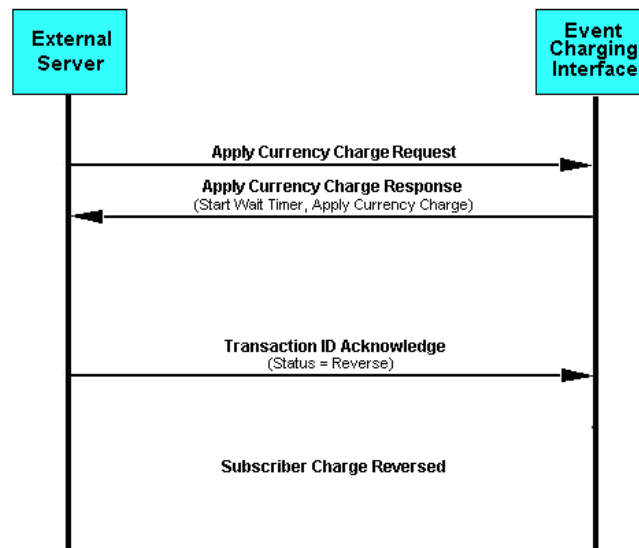 External
Server
Event
Charging
Interface
Apply Currency Charge Request
Apply Currency Charge Response
(Start Wait Timer, Apply Currency Charge)
Transaction ID Acknowledge
(Status = Reverse)
Subscriber Charge Reversed